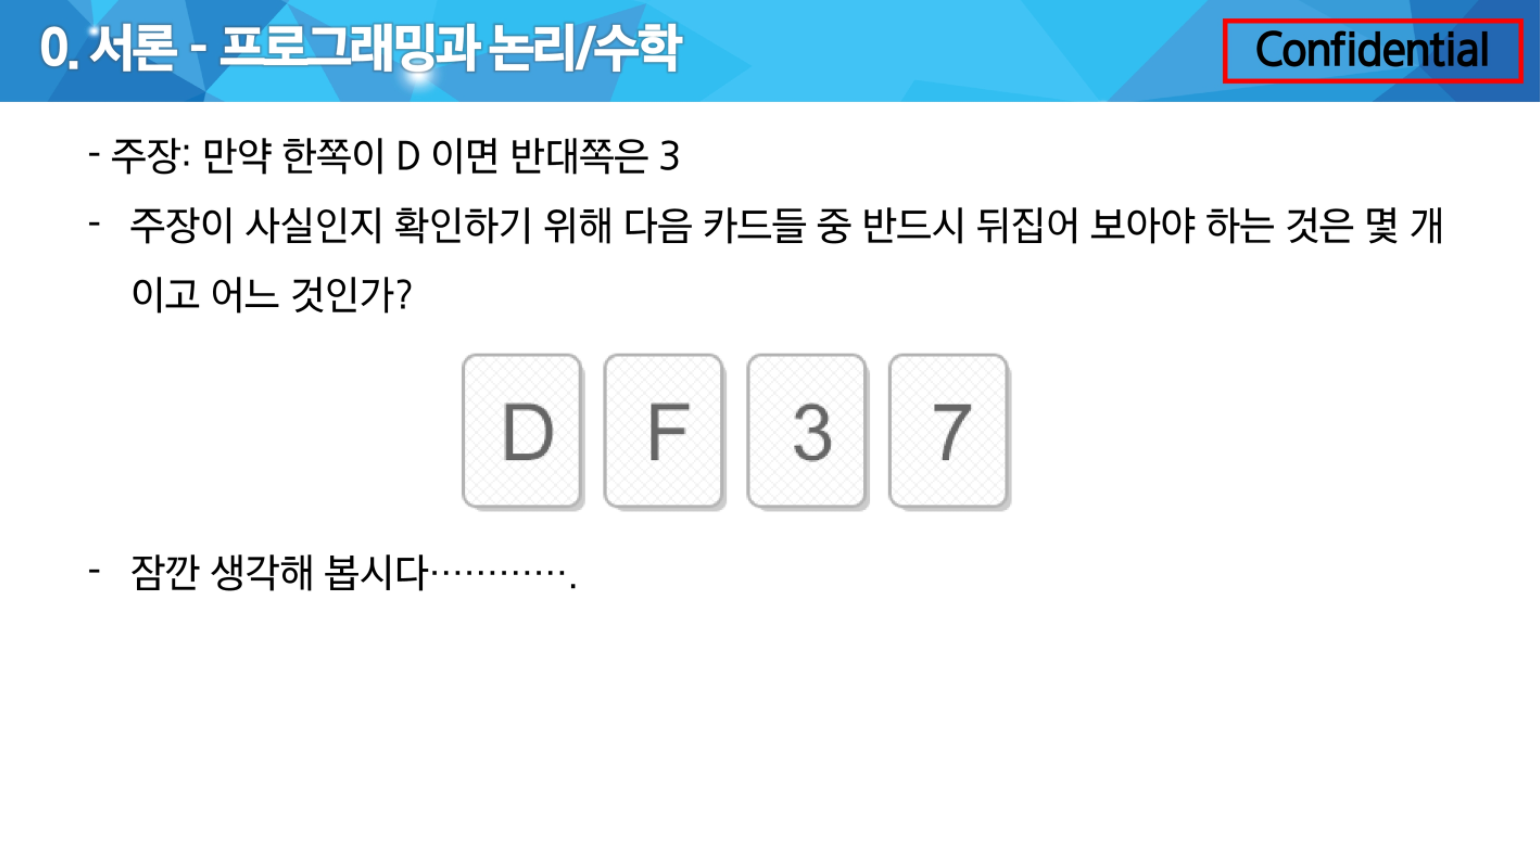 0. 서론 - 프로그래밍과 논리/수학
Confidential
- 주장: 만약 한쪽이 D 이면 반대쪽은 3
- 주장이 사실인지 확인하기 위해 다음 카드들 중 반드시 뒤집어 보아야 하는 것은 몇 개
이고 어느 것인가?
D F 3 7
- 잠깐 생각해 봅시다………….